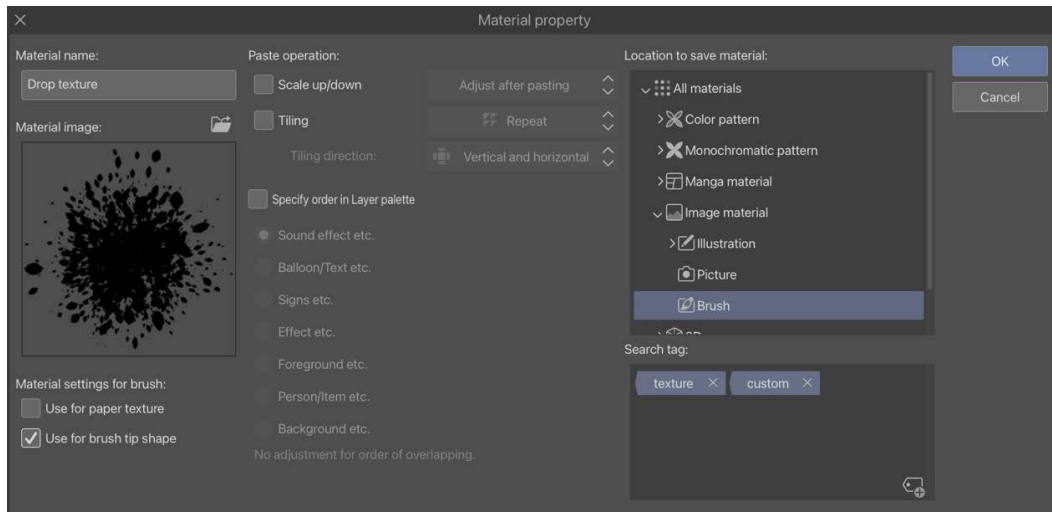 Material property
Material name:
Drop texture
Material image:
Material settings for brush:
Use for paper texture
Use for brush tip shape
Paste operation:
Scale up/down
Adjust after pasting
Tiling
Repeat
Tiling direction:
Vertical and horizontal
Specify order in Layer palette
Sound effect etc.
Balloon/Text etc.
Signs etc.
Effect etc.
Foreground etc.
Person/Item etc.
Background etc.
No adjustment for order of overlapping.
Location to save material:
All materials
Color pattern
Monochromatic pattern
Manga material
Image material
Illustration
Picture
Brush
Search tag:
texture
custom
OK
Cancel